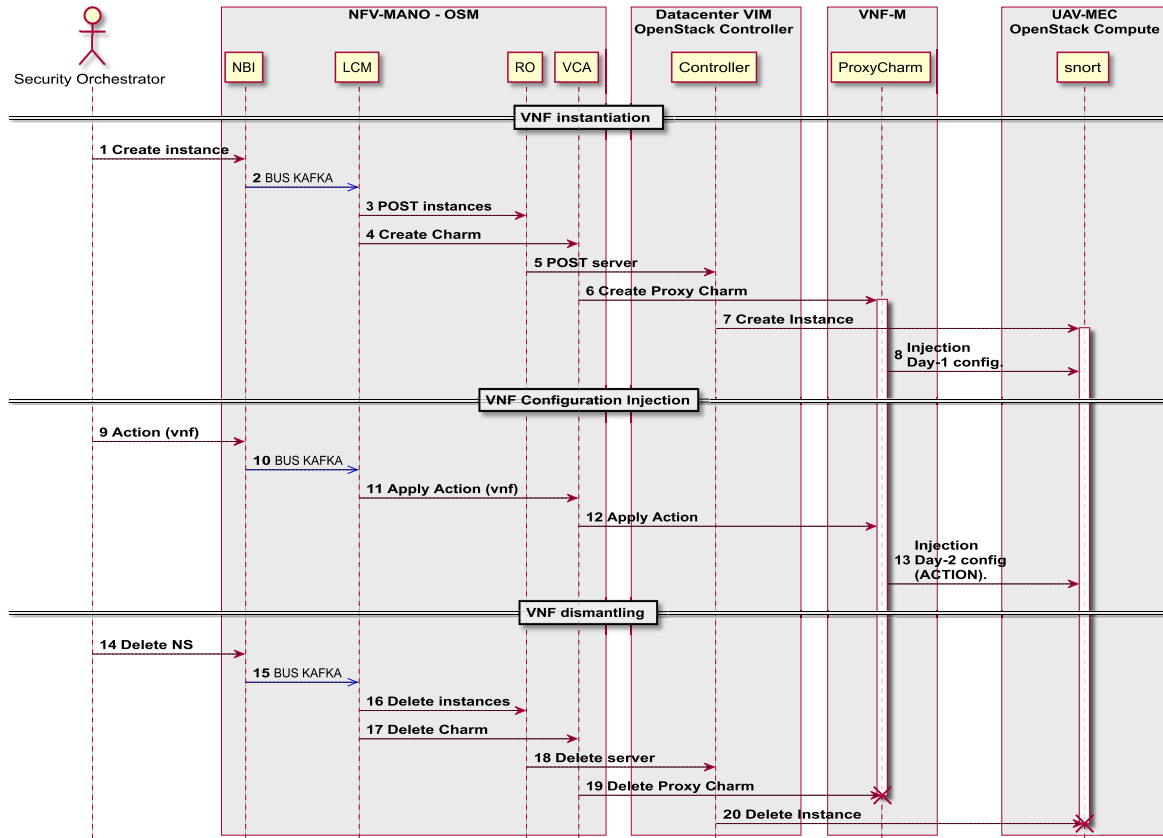 NFV-MANO - OSM
Datacenter VIM
OpenStack Controller
VNF-M
UAV-MEC
OpenStack Compute
Security Orchestrator
NBI
LCM
RO
VCA
Controller
ProxyCharm
snort
VNF instantiation
1 Create instance
2 BUS KAFKA
3 POST instances
4 Create Charm
5 POST server
6 Create Proxy Charm
7 Create Instance
8 Injection
Day-1 config.
VNF Configuration Injection
9 Action (vnf)
10 BUS KAFKA
11 Apply Action (vnf)
12 Apply Action
Injection
13 Day-2 config
(ACTION).
VNF dismantling
14 Delete NS
15 BUS KAFKA
16 Delete instances
17 Delete Charm
18 Delete server
19 Delete Proxy Charm
20 Delete Instance